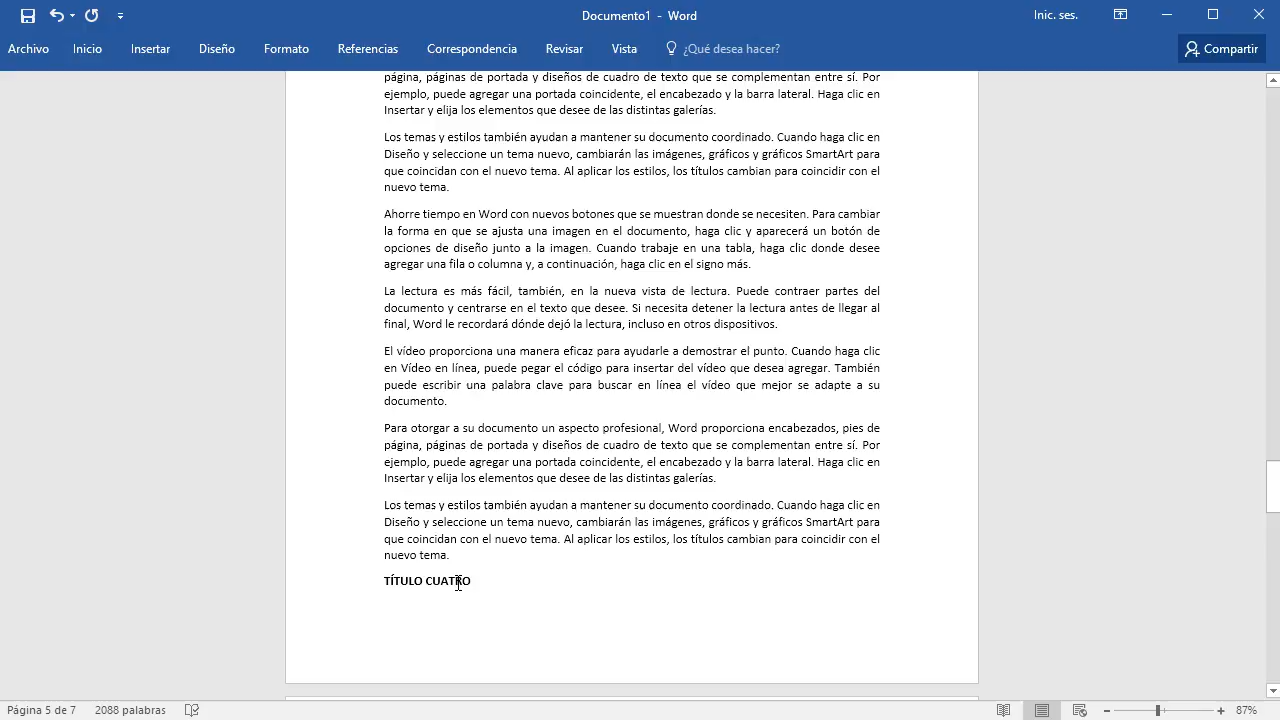 Documento1 - Word
Inic. ses.
Archivo Inicio Insertar Diseño Formato Referencias Correspondencia Revisar Vista ¿Qué desea hacer? Compartir
página, páginas de portada y diseños de cuadro de texto que se complementan entre sí. Por
ejemplo, puede agregar una portada coincidente, el encabezado y la barra lateral. Haga clic en
Insertar y elija los elementos que desee de las distintas galerías.
Los temas y estilos también ayudan a mantener su documento coordinado. Cuando haga clic en
Diseño y seleccione un tema nuevo, cambiarán las imágenes, gráficos y gráficos SmartArt para
que coincidan con el nuevo tema. Al aplicar los estilos, los títulos cambian para coincidir con el
nuevo tema.
Ahorre tiempo en Word con nuevos botones que se muestran donde se necesiten. Para cambiar
la forma en que se ajusta una imagen en el documento, haga clic y aparecerá un botón de
opciones de diseño junto a la imagen. Cuando trabaje en una tabla, haga clic donde desee
agregar una fila o columna y, a continuación, haga clic en el signo más.
La lectura es más fácil, también, en la nueva vista de lectura. Puede contraer partes del
documento y centrarse en el texto que desee. Si necesita detener la lectura antes de llegar al
final, Word le recordará dónde dejó la lectura, incluso en otros dispositivos.
El vídeo proporciona una manera eficaz para ayudarle a demostrar el punto. Cuando haga clic
en Vídeo en línea, puede pegar el código para insertar del vídeo que desea agregar. También
puede escribir una palabra clave para buscar en línea el vídeo que mejor se adapte a su
documento.
Para otorgar a su documento un aspecto profesional, Word proporciona encabezados, pies de
página, páginas de portada y diseños de cuadro de texto que se complementan entre sí. Por
ejemplo, puede agregar una portada coincidente, el encabezado y la barra lateral. Haga clic en
Insertar y elija los elementos que desee de las distintas galerías.
Los temas y estilos también ayudan a mantener su documento coordinado. Cuando haga clic en
Diseño y seleccione un tema nuevo, cambiarán las imágenes, gráficos y gráficos SmartArt para
que coincidan con el nuevo tema. Al aplicar los estilos, los títulos cambian para coincidir con el
nuevo tema.
TÍTULO CUATRO
Página 5 de 7 2088 palabras 87%